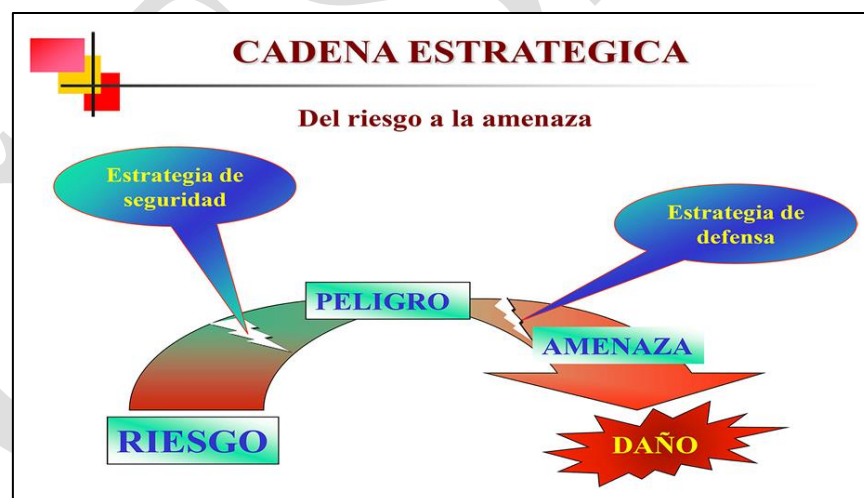 CADENA ESTRATEGICA
Del riesgo a la amenaza
Estrategia de
seguridad
Estrategia de
defensa
PELIGRO
AMENAZA
RIESGO
DAÑO